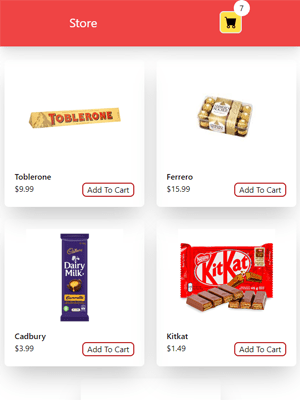 Store
7
TOBLERONE
Toblerone
$9.99
Add To Cart
Ferrero
$15.99
Add To Cart
Cadbury
Dairy
Milk
Cadbury
$3.99
Add To Cart
Nestle
KitKat
Kitkat
$1.49
Add To Cart